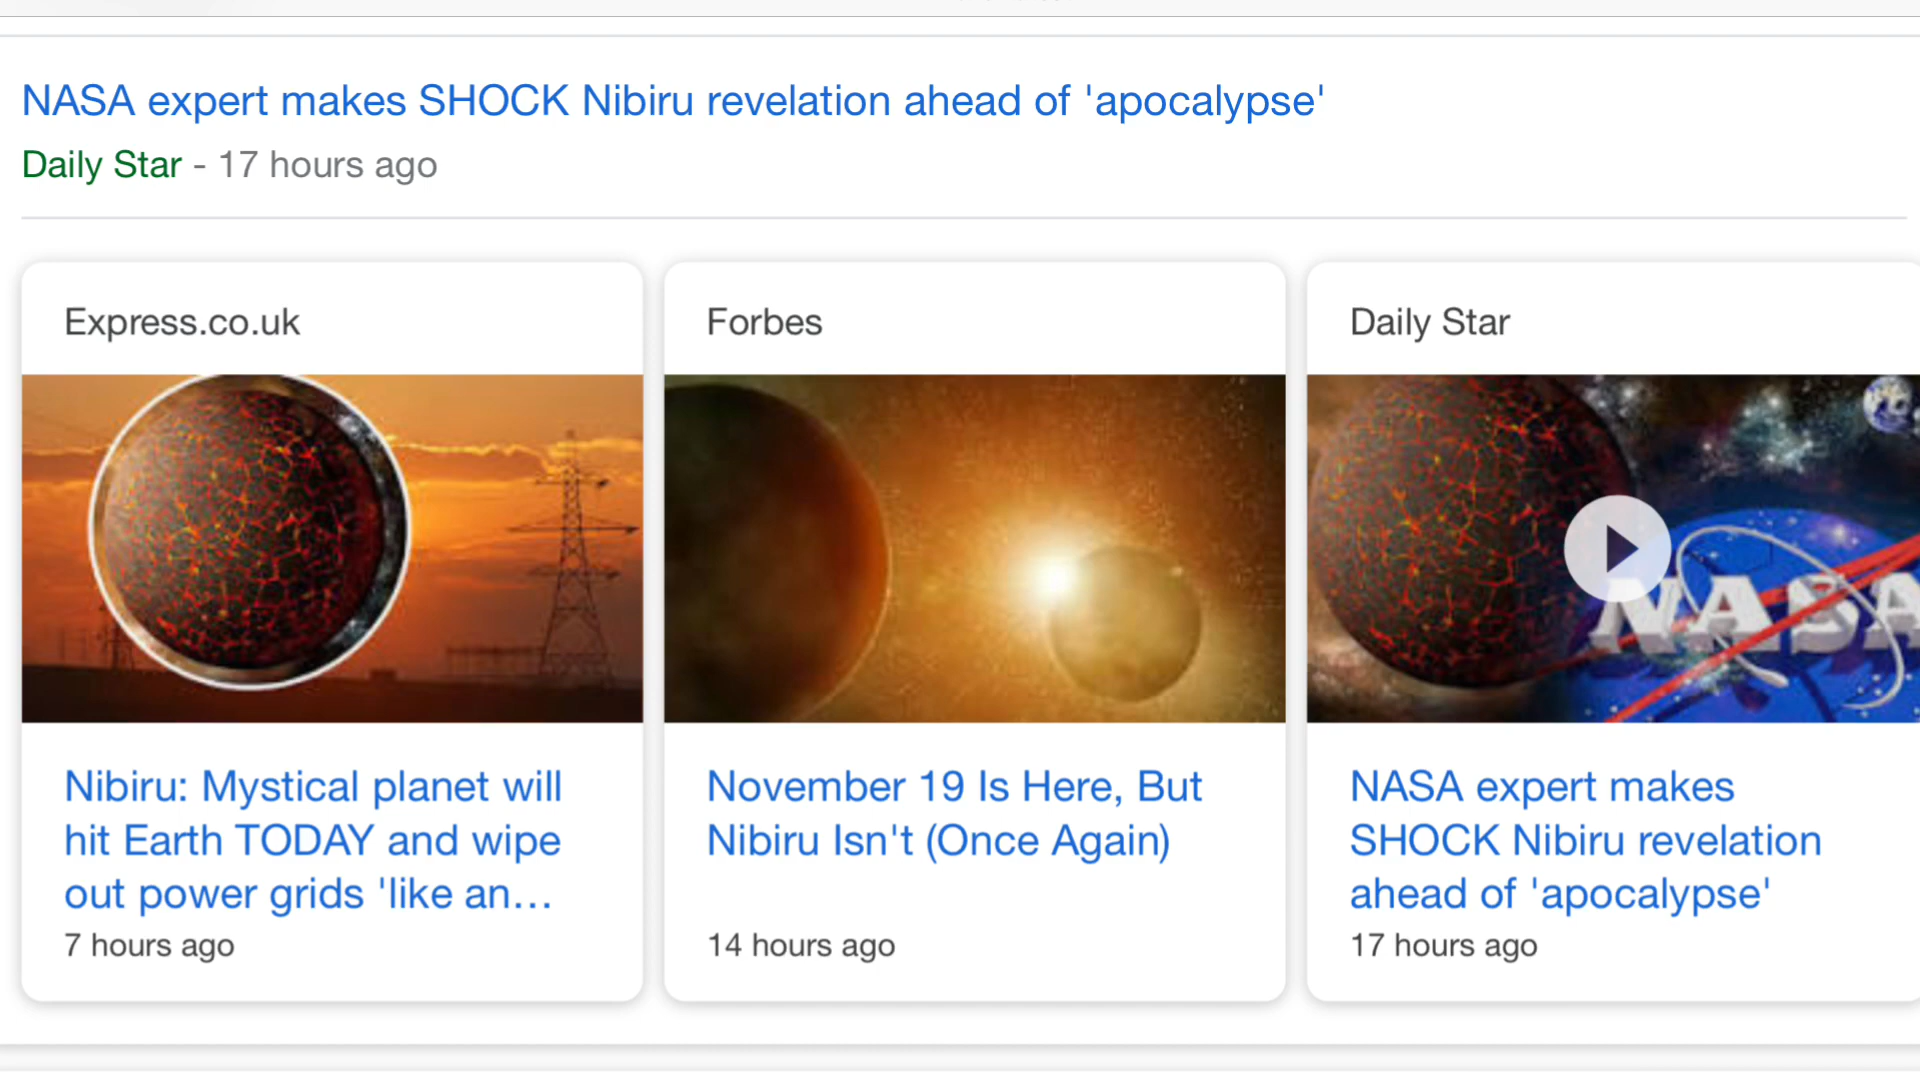 NASA expert makes SHOCK Nibiru revelation ahead of 'apocalypse'
Daily Star - 17 hours ago
Express.co.uk
Nibiru: Mystical planet will
hit Earth TODAY and wipe
out power grids 'like an...
7 hours ago
Forbes
November 19 Is Here, But
Nibiru Isn't (Once Again)
14 hours ago
Daily Star
NASA
NASA expert makes
SHOCK Nibiru revelation
ahead of 'apocalypse'
17 hours ago